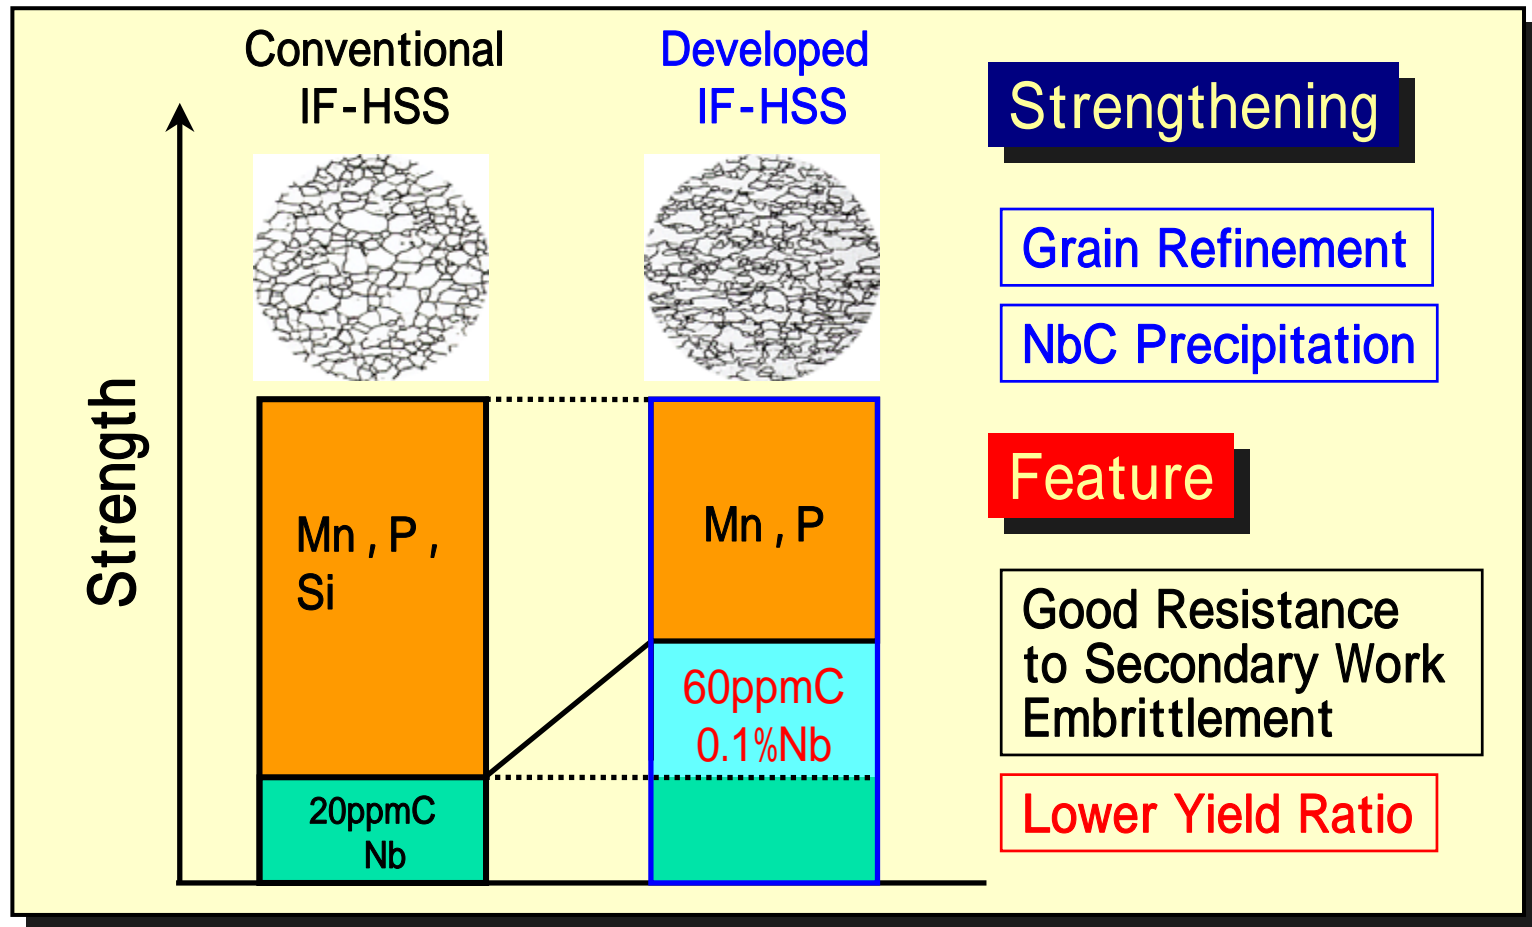 Conventional
IF-HSS
Developed
IF-HSS
Strength
Mn , P ,
Si
20ppmC
Nb
Mn , P
60ppmC
0.1%Nb
Strengthening
Grain Refinement
NbC Precipitation
Feature
Good Resistance
to Secondary Work
Embrittlement
Lower Yield Ratio